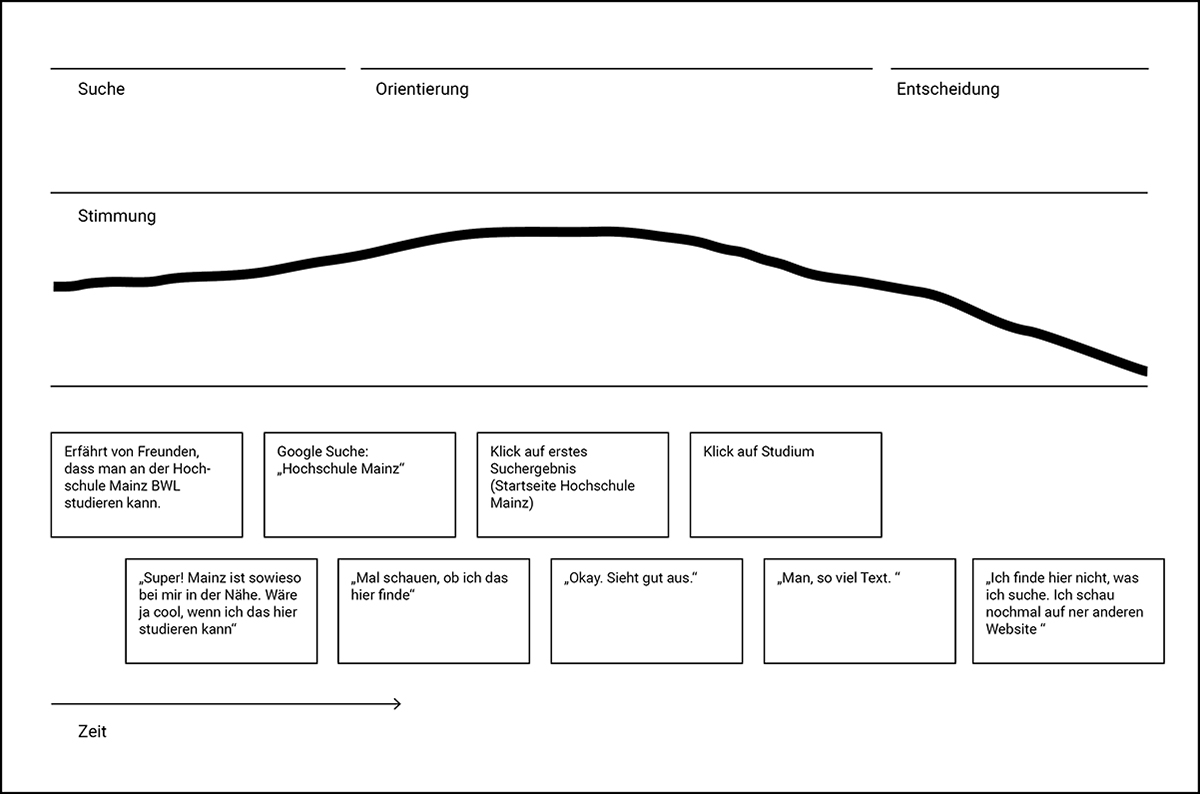 Suche
Orientierung
Entscheidung
Stimmung
Erfährt von Freunden,
dass man an der Hoch-
schule Mainz BWL
studieren kann.
Google Suche:
„Hochschule Mainz“
Klick auf erstes
Suchergebnis
(Startseite Hochschule
Mainz)
Klick auf Studium
„Super! Mainz ist sowieso
bei mir in der Nähe. Wäre
ja cool, wenn ich das hier
studieren kann“
„Mal schauen, ob ich das
hier finde“
„Okay. Sieht gut aus.“
„Man, so viel Text. “
„Ich finde hier nicht, was
ich suche. Ich schau
nochmal auf ner anderen
Website “
Zeit